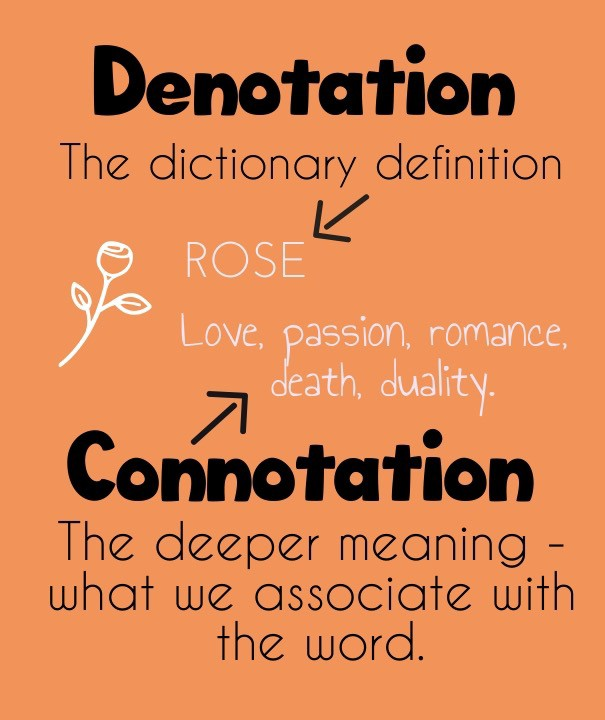 Denotation
The dictionary definition
ROSE
Love, passion, romance,
death, duality.
Connotation
The deeper meaning -
what we associate with
the word.